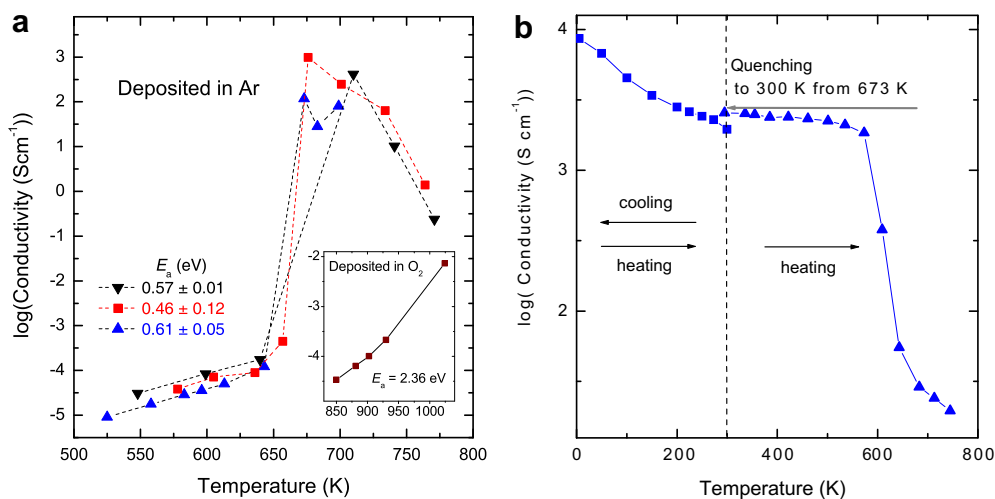 a
Deposited in Ar
log(Conductivity (Scm⁻¹))
3
2
1
0
-1
-2
-3
-4
-5
Eₐ (eV)
0.57 ± 0.01
0.46 ± 0.12
0.61 ± 0.05
Deposited in O₂
-2
-3
-4
Eₐ = 2.36 eV
850 900 950 1000
500 550 600 650 700 750 800
Temperature (K)
b
log( Conductivity (S cm⁻¹))
4
3
2
Quenching
to 300 K from 673 K
cooling
heating
heating
0 200 400 600 800
Temperature (K)